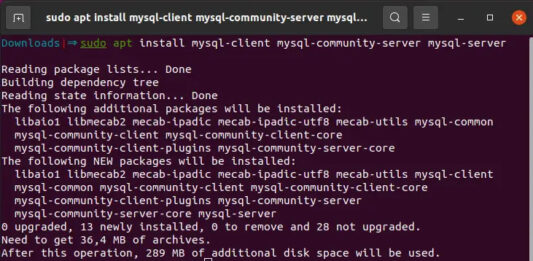 sudo apt install mysql-client mysql-community-server mysql...
Downloads|⇒ sudo apt install mysql-client mysql-community-server mysql-server
Reading package lists... Done
Building dependency tree
Reading state information... Done
The following additional packages will be installed:
libaio1 libmecab2 mecab-ipadic mecab-ipadic-utf8 mecab-utils mysql-common
mysql-community-client mysql-community-client-core
mysql-community-client-plugins mysql-community-server-core
The following NEW packages will be installed:
libaio1 libmecab2 mecab-ipadic mecab-ipadic-utf8 mecab-utils mysql-client
mysql-common mysql-community-client mysql-community-client-core
mysql-community-client-plugins mysql-community-server
mysql-community-server-core mysql-server
0 upgraded, 13 newly installed, 0 to remove and 28 not upgraded.
Need to get 36,4 MB of archives.
After this operation, 289 MB of additional disk space will be used.